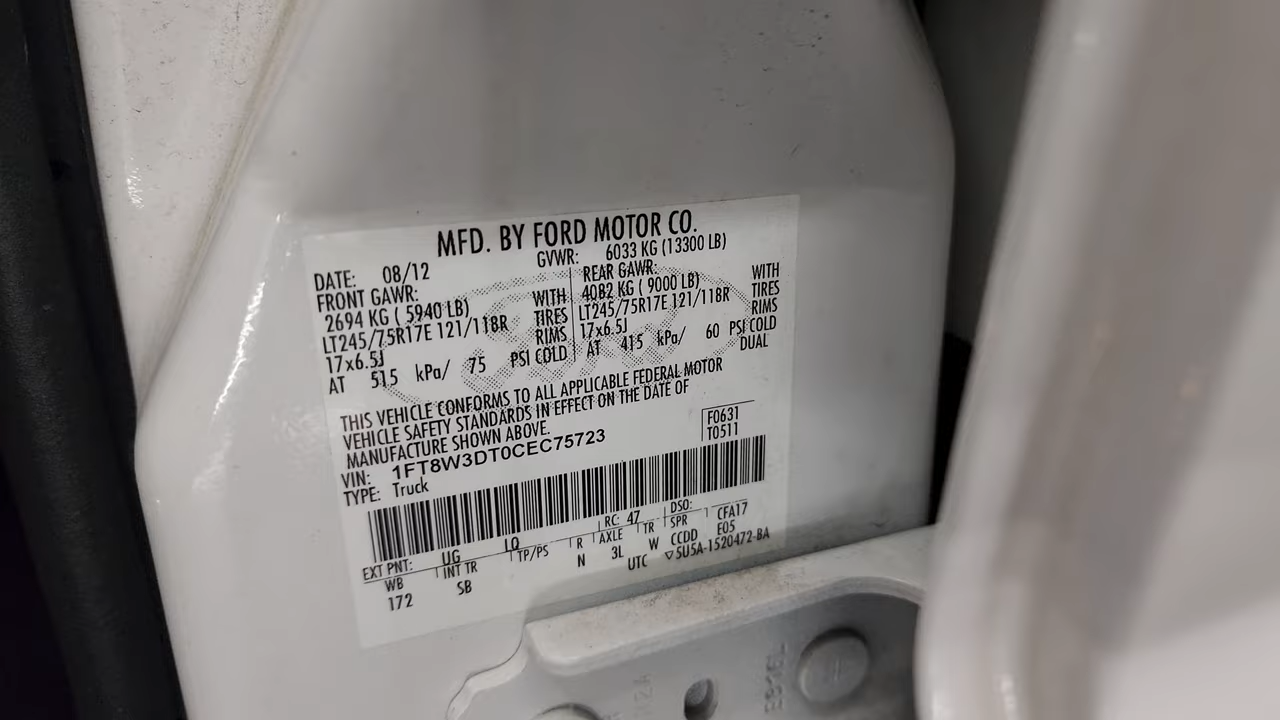 MFD. BY FORD MOTOR CO.
DATE: 08/12 GVWR: 6033 KG (13300 LB)
FRONT GAWR: REAR GAWR:
2694 KG ( 5940 LB) WITH 4082 KG ( 9000 LB) WITH
LT245/75R17E 121/118R TIRES LT245/75R17E 121/118R TIRES
17x6.5J RIMS 17x6.5J RIMS
AT 515 kPa/ 75 PSI COLD AT 415 kPa/ 60 PSI COLD
DUAL
THIS VEHICLE CONFORMS TO ALL APPLICABLE FEDERAL MOTOR
VEHICLE SAFETY STANDARDS IN EFFECT ON THE DATE OF
MANUFACTURE SHOWN ABOVE.
F0631
VIN: 1FT8W3DT0CEC75723
T0511
TYPE: Truck
EXT PNT: UG LQ RC: 47 DSO:
WB INT TR TP/PS R AXLE TR SPR CFA17
172 SB N 3L W CCDD E05
UTC ▽5U5A-1520472-BA